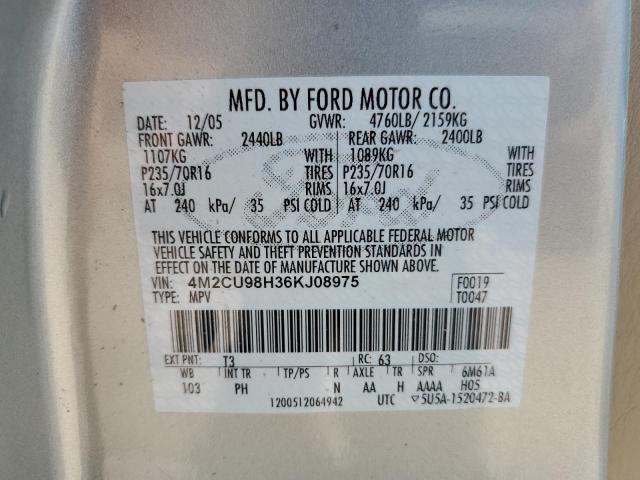 MFD. BY FORD MOTOR CO.
DATE: 12/05 GVWR: 4760LB/ 2159KG
FRONT GAWR: 2440LB REAR GAWR: 2400LB
1107KG WITH 1089KG WITH
P235/70R16 TIRES P235/70R16 TIRES
16x7.0J RIMS 16x7.0J RIMS
AT 240 kPa/ 35 PSI COLD AT 240 kPa/ 35 PSI COLD
THIS VEHICLE CONFORMS TO ALL APPLICABLE FEDERAL MOTOR
VEHICLE SAFETY AND THEFT PREVENTION STANDARDS IN
EFFECT ON THE DATE OF MANUFACTURE SHOWN ABOVE.
VIN: 4M2CU98H36KJ08975 F0019
TYPE: MPV T0047
EXT PNT: T3 RC: 63 DSO:
WB INT TR TP/PS R AXLE TR SPR 6M61A
103 PH N AA H AAAA H05
1200512064942 UTC ▽5U5A-1520472-BA
Ford